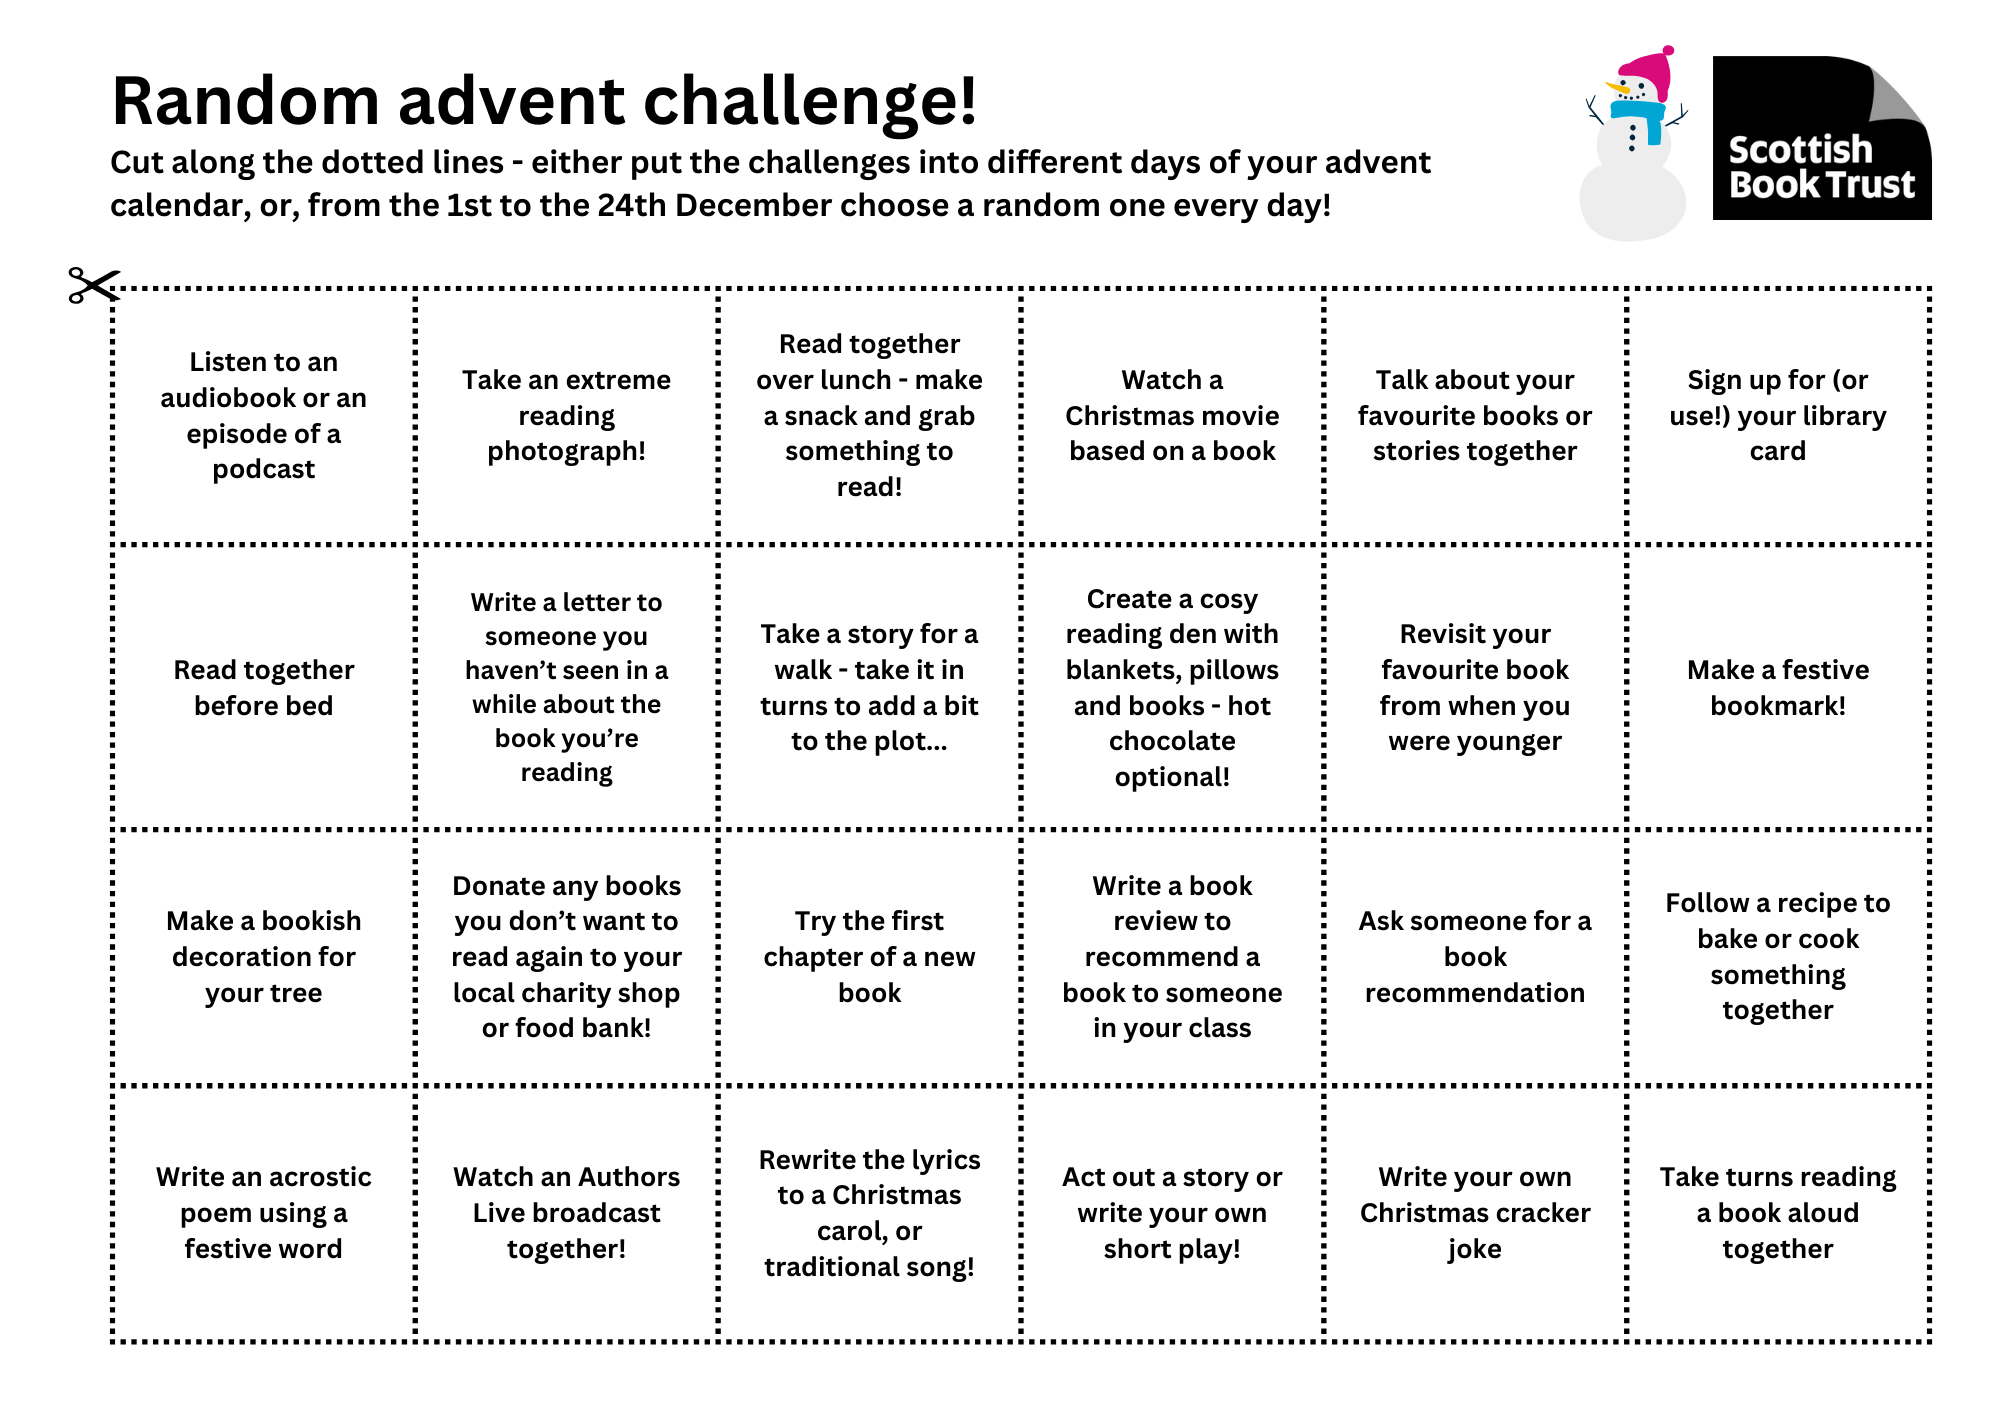 Random advent challenge!
Cut along the dotted lines - either put the challenges into different days of your advent
calendar, or, from the 1st to the 24th December choose a random one every day!
Scottish
Book Trust
Listen to an
audiobook or an
episode of a
podcast
Take an extreme
reading
photograph!
Read together
over lunch - make
a snack and grab
something to
read!
Watch a
Christmas movie
based on a book
Talk about your
favourite books or
stories together
Sign up for (or
use!) your library
card
Read together
before bed
Write a letter to
someone you
haven’t seen in a
while about the
book you’re
reading
Take a story for a
walk - take it in
turns to add a bit
to the plot...
Create a cosy
reading den with
blankets, pillows
and books - hot
chocolate
optional!
Revisit your
favourite book
from when you
were younger
Make a festive
bookmark!
Make a bookish
decoration for
your tree
Donate any books
you don’t want to
read again to your
local charity shop
or food bank!
Try the first
chapter of a new
book
Write a book
review to
recommend a
book to someone
in your class
Ask someone for a
book
recommendation
Follow a recipe to
bake or cook
something
together
Write an acrostic
poem using a
festive word
Watch an Authors
Live broadcast
together!
Rewrite the lyrics
to a Christmas
carol, or
traditional song!
Act out a story or
write your own
short play!
Write your own
Christmas cracker
joke
Take turns reading
a book aloud
together